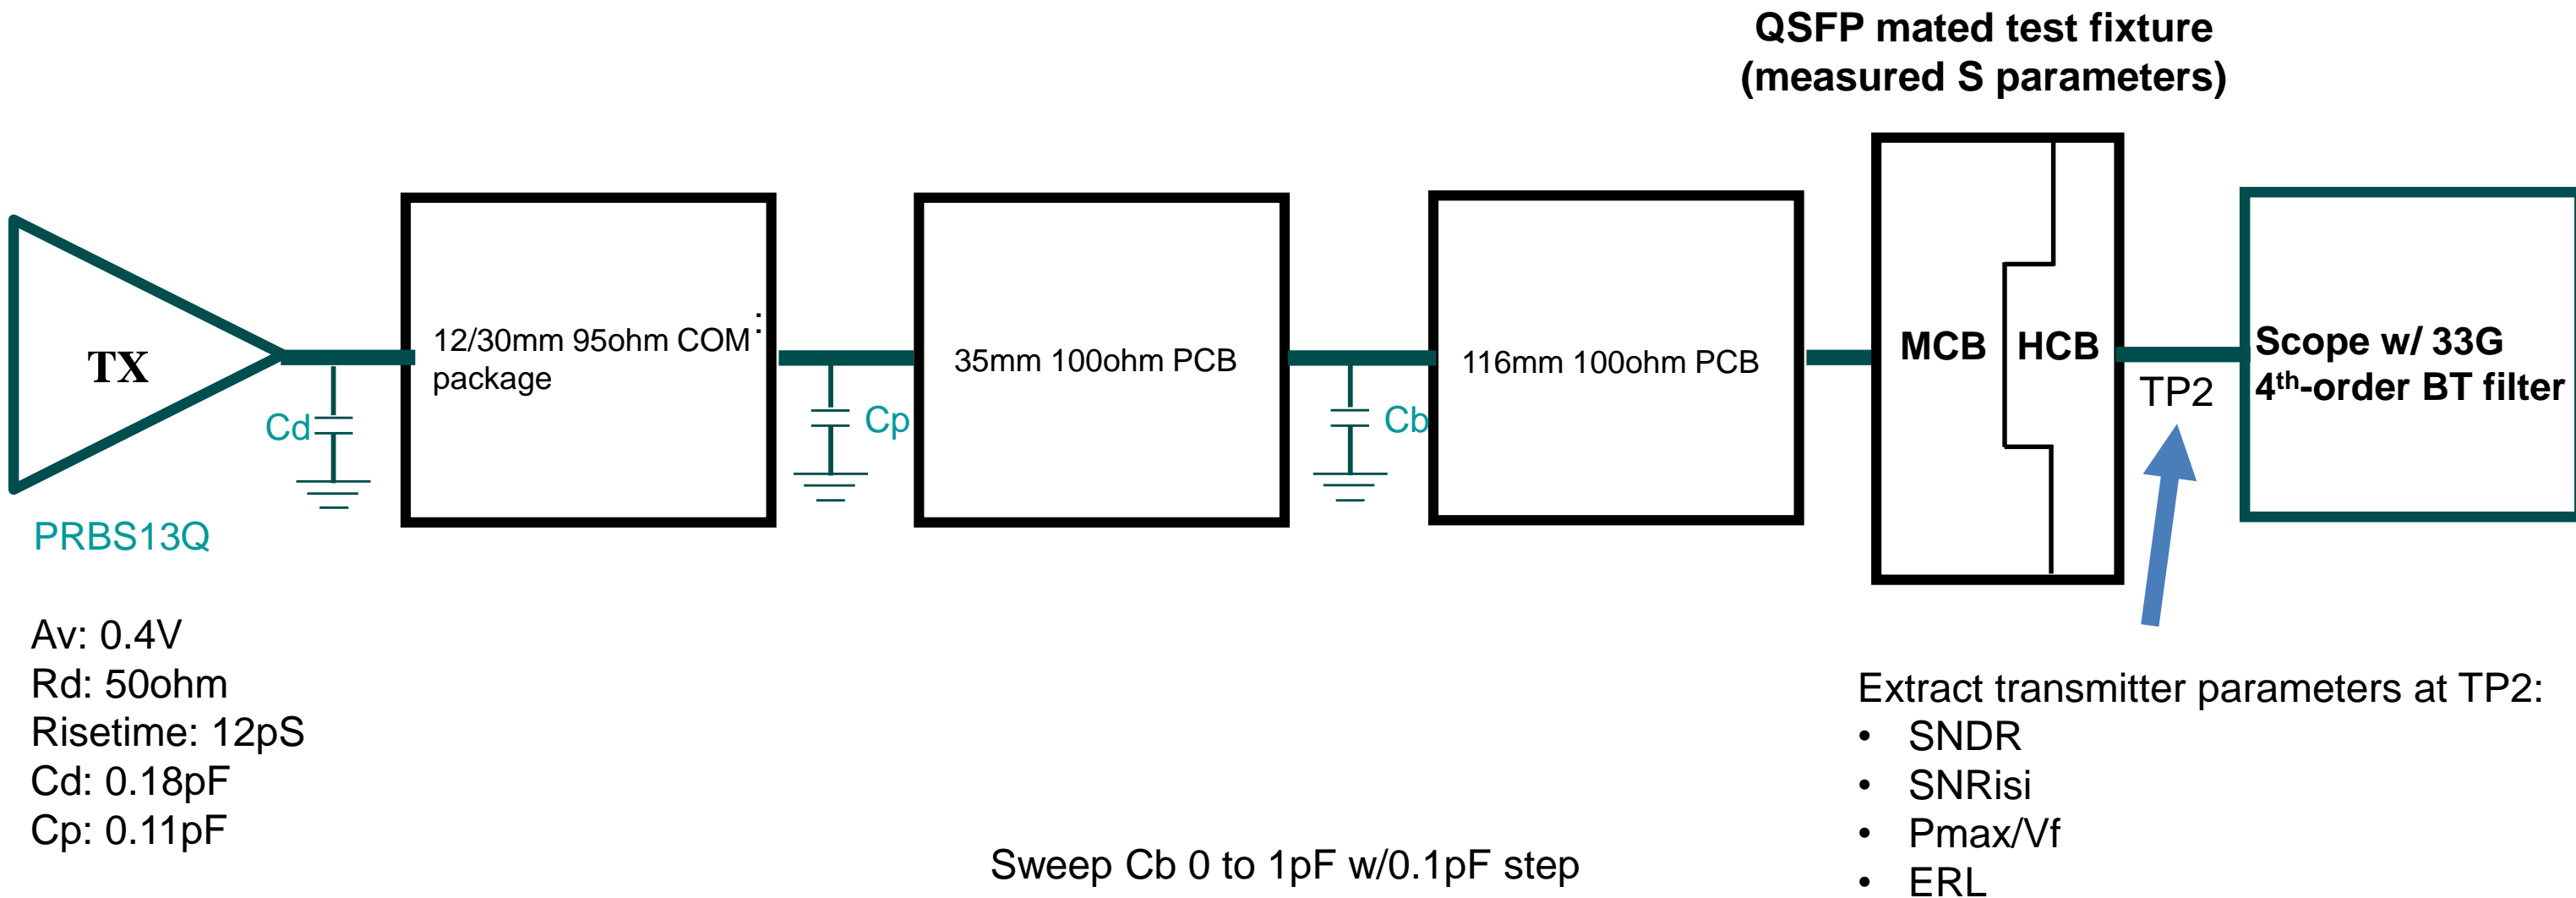 QSFP mated test fixture
(measured S parameters)
TX
Cd
12/30mm 95ohm COM:
package
Cp
35mm 100ohm PCB
Cb
116mm 100ohm PCB
MCB
HCB
TP2
Scope w/ 33G
4th-order BT filter
PRBS13Q
Av: 0.4V
Rd: 50ohm
Risetime: 12pS
Cd: 0.18pF
Cp: 0.11pF
Sweep Cb 0 to 1pF w/0.1pF step
Extract transmitter parameters at TP2:
• SNDR
• SNRisi
• Pmax/Vf
• ERL